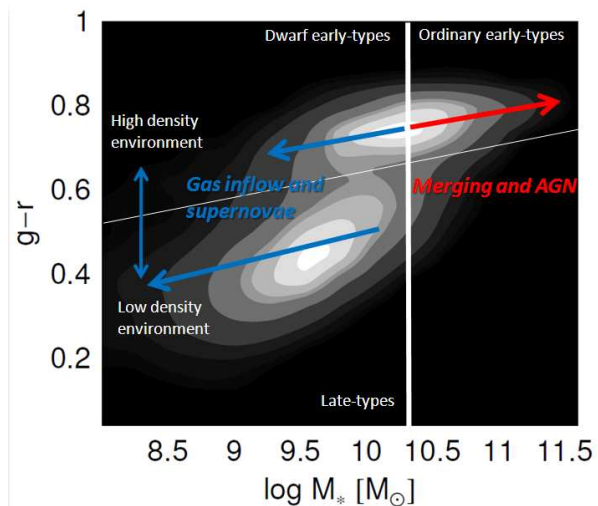 1
Dwarf early-types
Ordinary early-types
0.8
High density
environment
0.6
Gas inflow and
supernovae
Merging and AGN
g-r
0.4
Low density
environment
0.2
Late-types
8.5 9 9.5 10 10.5 11 11.5
log M* [M⊙]